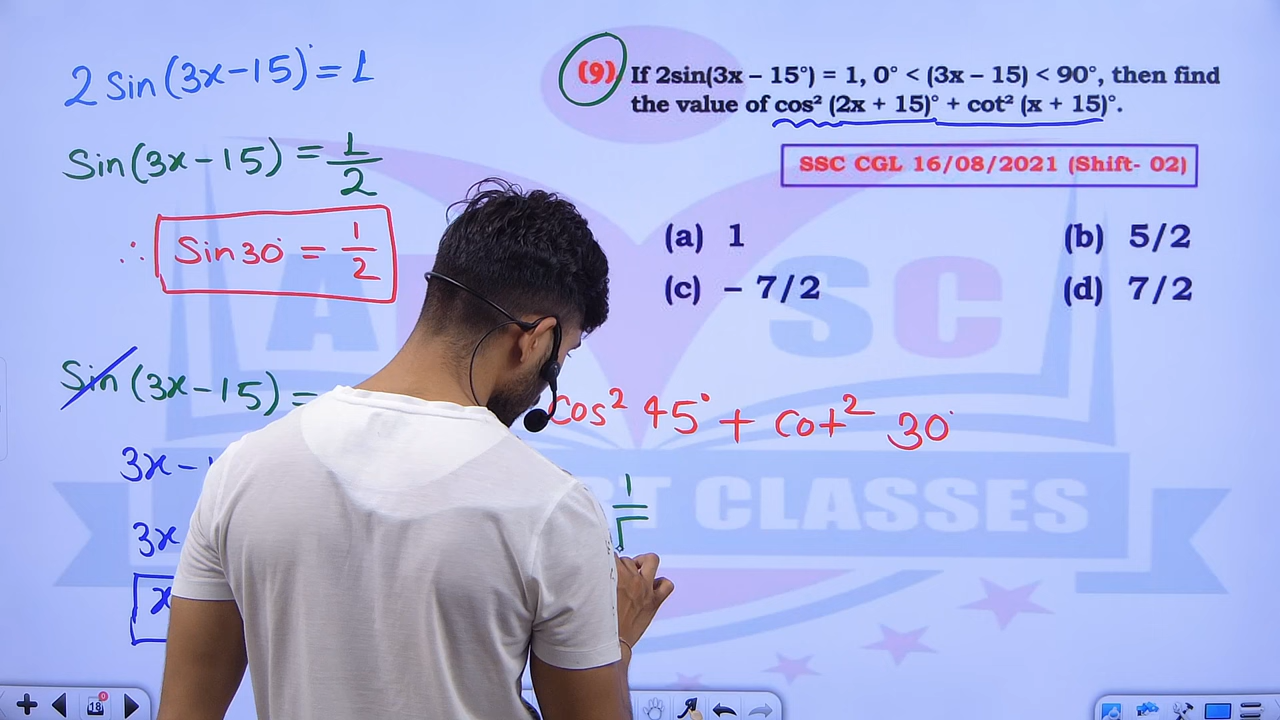 2 Sin(3x-15)° = 1
Sin(3x-15) = 1/2
∴ Sin30° = 1/2
Sin(3x-15) =
3x-
3x
x
(9) If 2sin(3x – 15°) = 1, 0° < (3x – 15) < 90°, then find
the value of cos² (2x + 15)° + cot² (x + 15)°.
SSC CGL 16/08/2021 (Shift- 02)
(a) 1
(b) 5/2
(c) – 7/2
(d) 7/2
Cos² 45° + Cot² 30°
1
SC
CLASSES
18